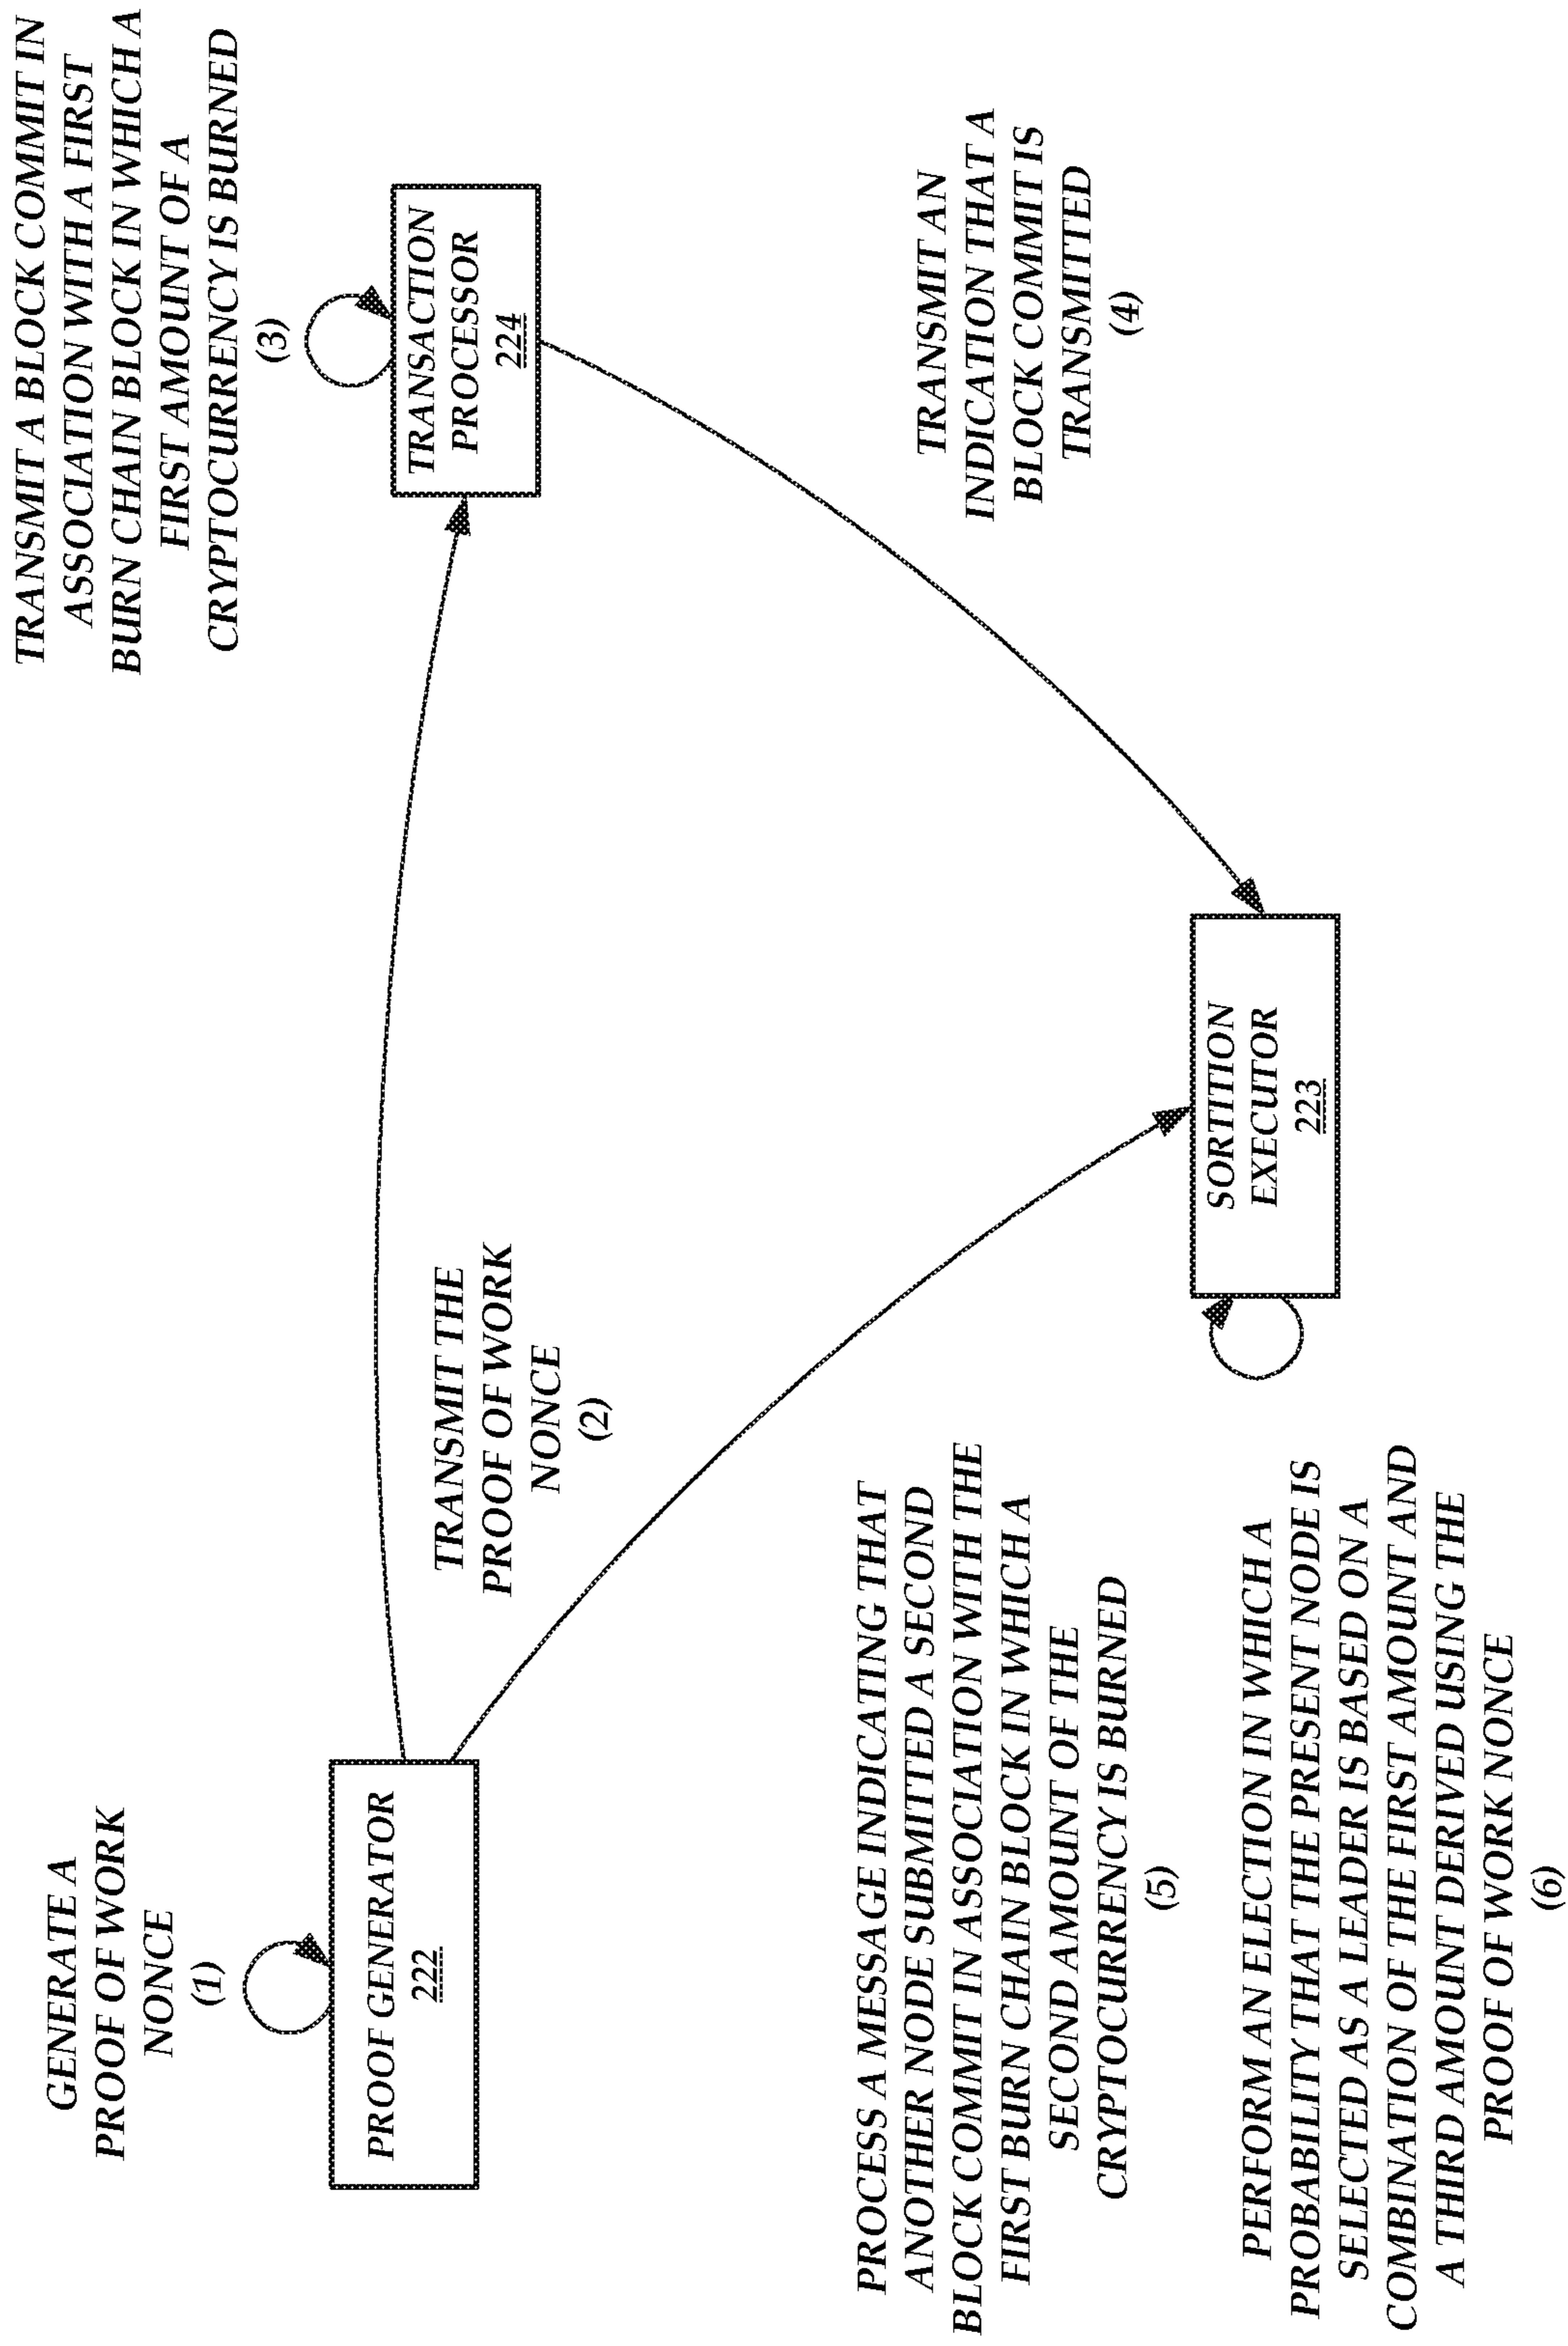 GENERATE A
PROOF OF WORK
NONCE
(1)
PROOF GENERATOR
222
TRANSMIT THE
PROOF OF WORK
NONCE
(2)
TRANSMIT A BLOCK COMMIT IN
ASSOCIATION WITH A FIRST
BURN CHAIN BLOCK IN WHICH A
FIRST AMOUNT OF A
CRYPTOCURRENCY IS BURNED
(3)
TRANSACTION
PROCESSOR
224
TRANSMIT AN
INDICATION THAT A
BLOCK COMMIT IS
TRANSMITTED
(4)
SORTITION
EXECUTOR
223
PROCESS A MESSAGE INDICATING THAT
ANOTHER NODE SUBMITTED A SECOND
BLOCK COMMIT IN ASSOCIATION WITH THE
FIRST BURN CHAIN BLOCK IN WHICH A
SECOND AMOUNT OF THE
CRYPTOCURRENCY IS BURNED
(5)
PERFORM AN ELECTION IN WHICH A
PROBABILITY THAT THE PRESENT NODE IS
SELECTED AS A LEADER IS BASED ON A
COMBINATION OF THE FIRST AMOUNT AND
A THIRD AMOUNT DERIVED USING THE
PROOF OF WORK NONCE
(6)